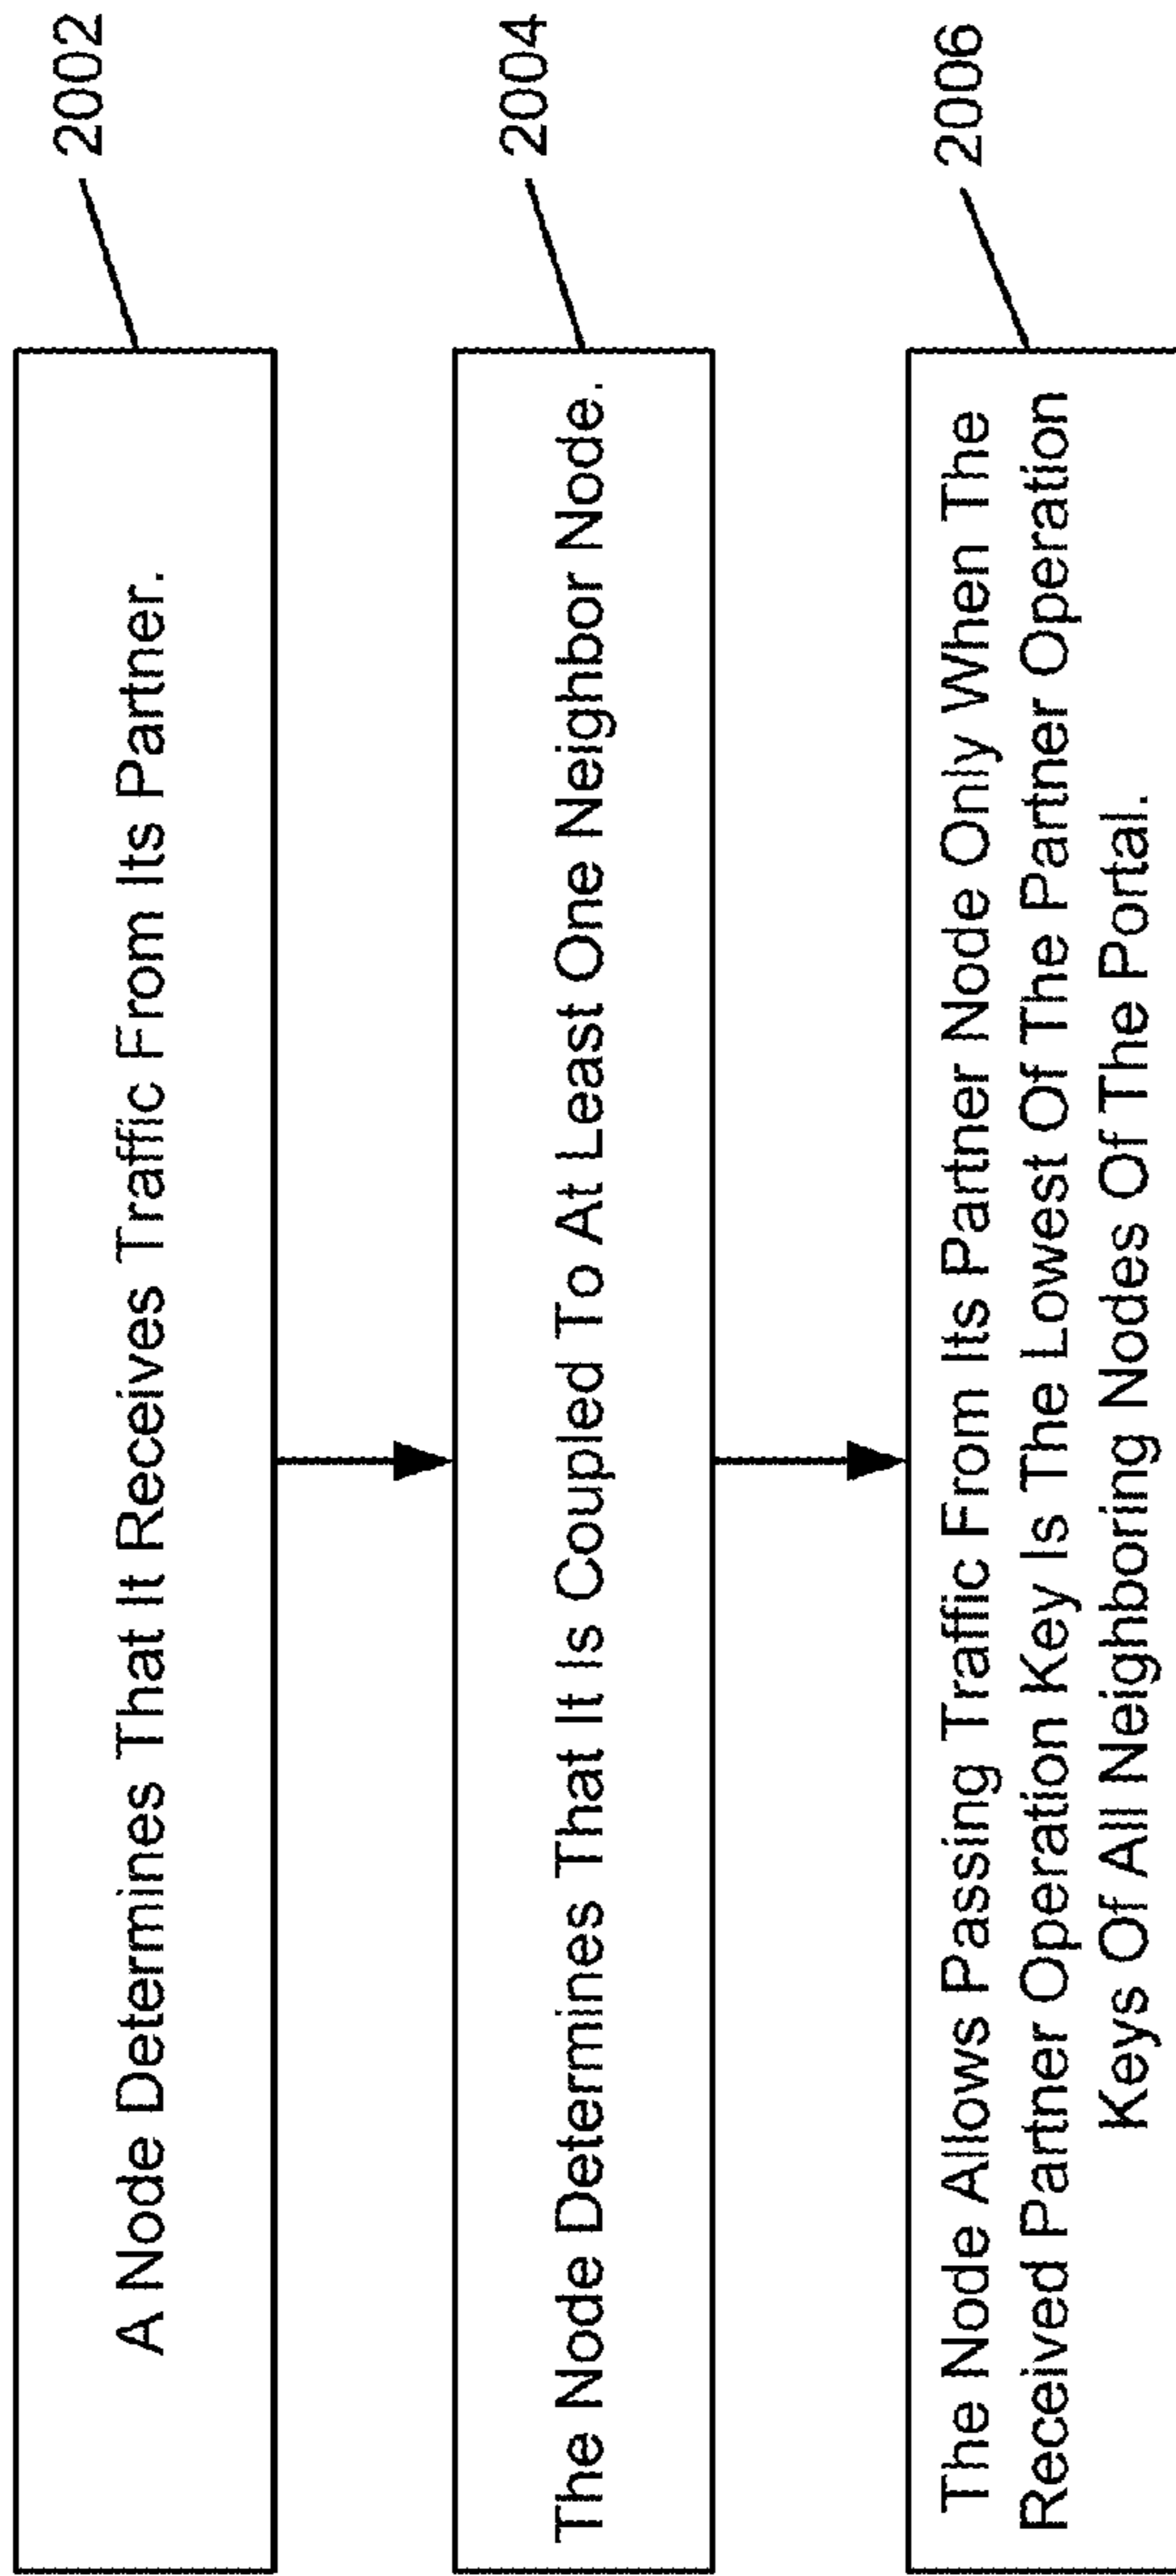 A Node Determines That It Receives Traffic From Its Partner.
2002
The Node Determines That It Is Coupled To At Least One Neighbor Node.
2004
The Node Allows Passing Traffic From Its Partner Node Only When The
Received Partner Operation Key Is The Lowest Of The Partner Operation
Keys Of All Neighboring Nodes Of The Portal.
2006